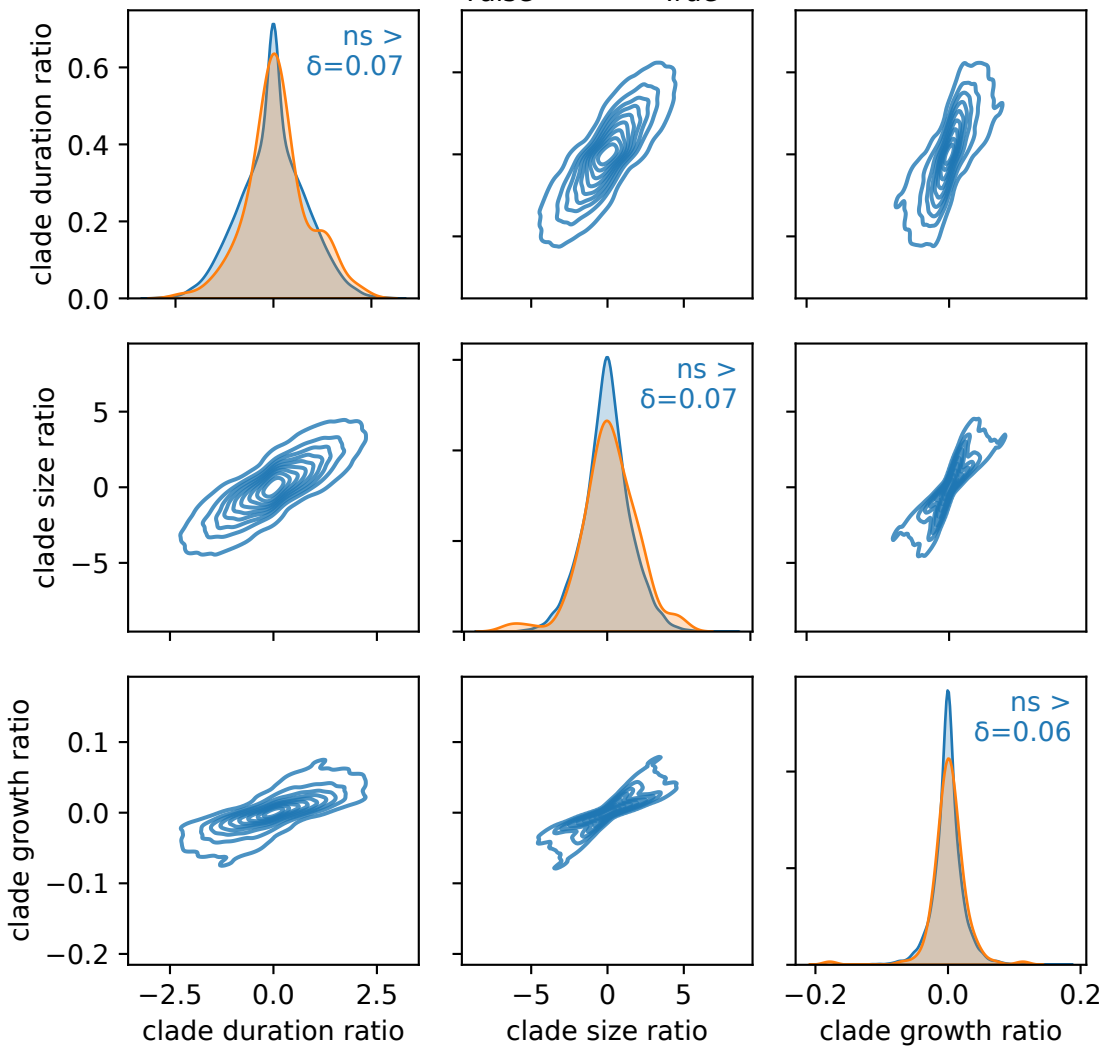 clade duration ratio
0.6
0.4
0.2
0.0
ns >
δ=0.07
clade size ratio
5
0
−5
ns >
δ=0.07
clade growth ratio
0.1
0.0
−0.1
−0.2
ns >
δ=0.06
−2.5 0.0 2.5
−5 0 5
−0.2 0.0 0.2
clade duration ratio
clade size ratio
clade growth ratio